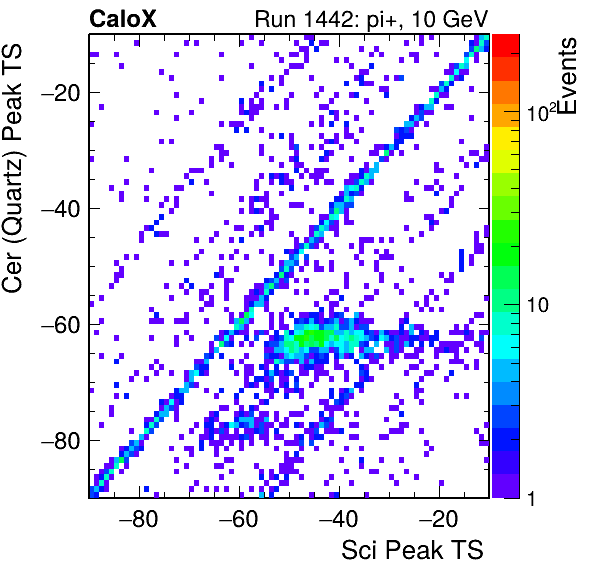 CaloX Run 1442: pi+, 10 GeV
Cer (Quartz) Peak TS
−20
−40
−60
−80
−80 −60 −40 −20
Sci Peak TS
Events
10²
10
1